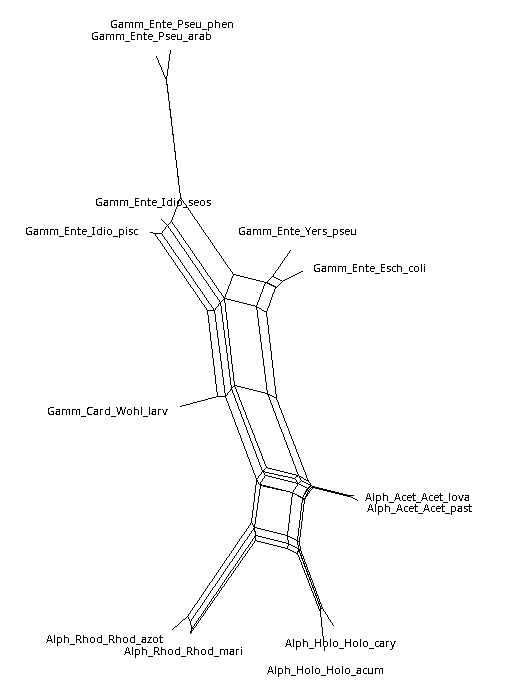 Gamm_Ente_Pseu_phen
Gamm_Ente_Pseu_arab
Gamm_Ente_Idio_seos
Gamm_Ente_Idio_pisc
Gamm_Ente_Yers_pseu
Gamm_Ente_Esch_coli
Gamm_Card_Wohl_larv
Alph_Acet_Acet_lova
Alph_Acet_Acet_past
Alph_Rhod_Rhod_azot
Alph_Rhod_Rhod_mari
Alph_Holo_Holo_cary
Alph_Holo_Holo_acum